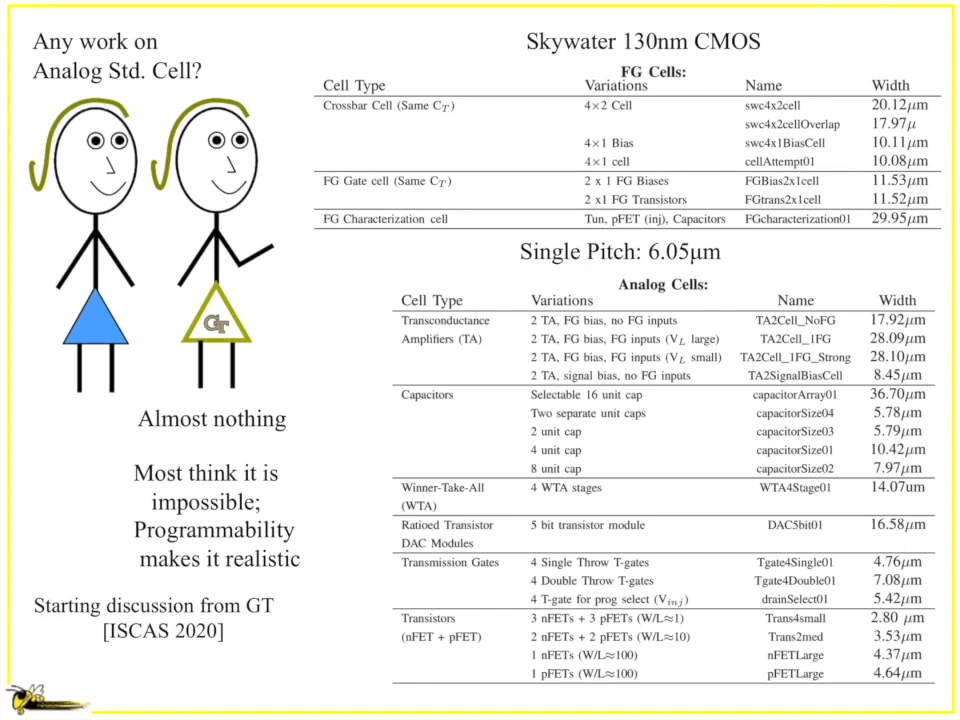 Any work on
Analog Std. Cell?
GT
Almost nothing
Most think it is
impossible;
Programmability
makes it realistic
Starting discussion from GT
[ISCAS 2020]
Skywater 130nm CMOS
FG Cells:
Cell Type Variations Name Width
Crossbar Cell (Same C_T) 4×2 Cell swc4x2cell 20.12μm
swc4x2cellOverlap 17.97μ
4×1 Bias swc4x1BiasCell 10.11μm
4×1 cell cellAttempt01 10.08μm
FG Gate cell (Same C_T) 2 x 1 FG Biases FGBias2x1cell 11.53μm
2 x1 FG Transistors FGtrans2x1cell 11.52μm
FG Characterization cell Tun, pFET (inj), Capacitors FGcharacterization01 29.95μm
Single Pitch: 6.05μm
Analog Cells:
Cell Type Variations Name Width
Transconductance 2 TA, FG bias, no FG inputs TA2Cell_NoFG 17.92μm
Amplifiers (TA) 2 TA, FG bias, FG inputs (V_L large) TA2Cell_1FG 28.09μm
2 TA, FG bias, FG inputs (V_L small) TA2Cell_1FG_Strong 28.10μm
2 TA, signal bias, no FG inputs TA2SignalBiasCell 8.45μm
Capacitors Selectable 16 unit cap capacitorArray01 36.70μm
Two separate unit caps capacitorSize04 5.78μm
2 unit cap capacitorSize03 5.79μm
4 unit cap capacitorSize01 10.42μm
8 unit cap capacitorSize02 7.97μm
Winner-Take-All 4 WTA stages WTA4Stage01 14.07um
(WTA)
Ratioed Transistor 5 bit transistor module DAC5bit01 16.58μm
DAC Modules
Transmission Gates 4 Single Throw T-gates Tgate4Single01 4.76μm
4 Double Throw T-gates Tgate4Double01 7.08μm
4 T-gate for prog select (V_inj) drainSelect01 5.42μm
Transistors 3 nFETs + 3 pFETs (W/L≈1) Trans4small 2.80 μm
(nFET + pFET) 2 nFETs + 2 pFETs (W/L≈10) Trans2med 3.53μm
1 nFETs (W/L≈100) nFETLarge 4.37μm
1 pFETs (W/L≈100) pFETLarge 4.64μm